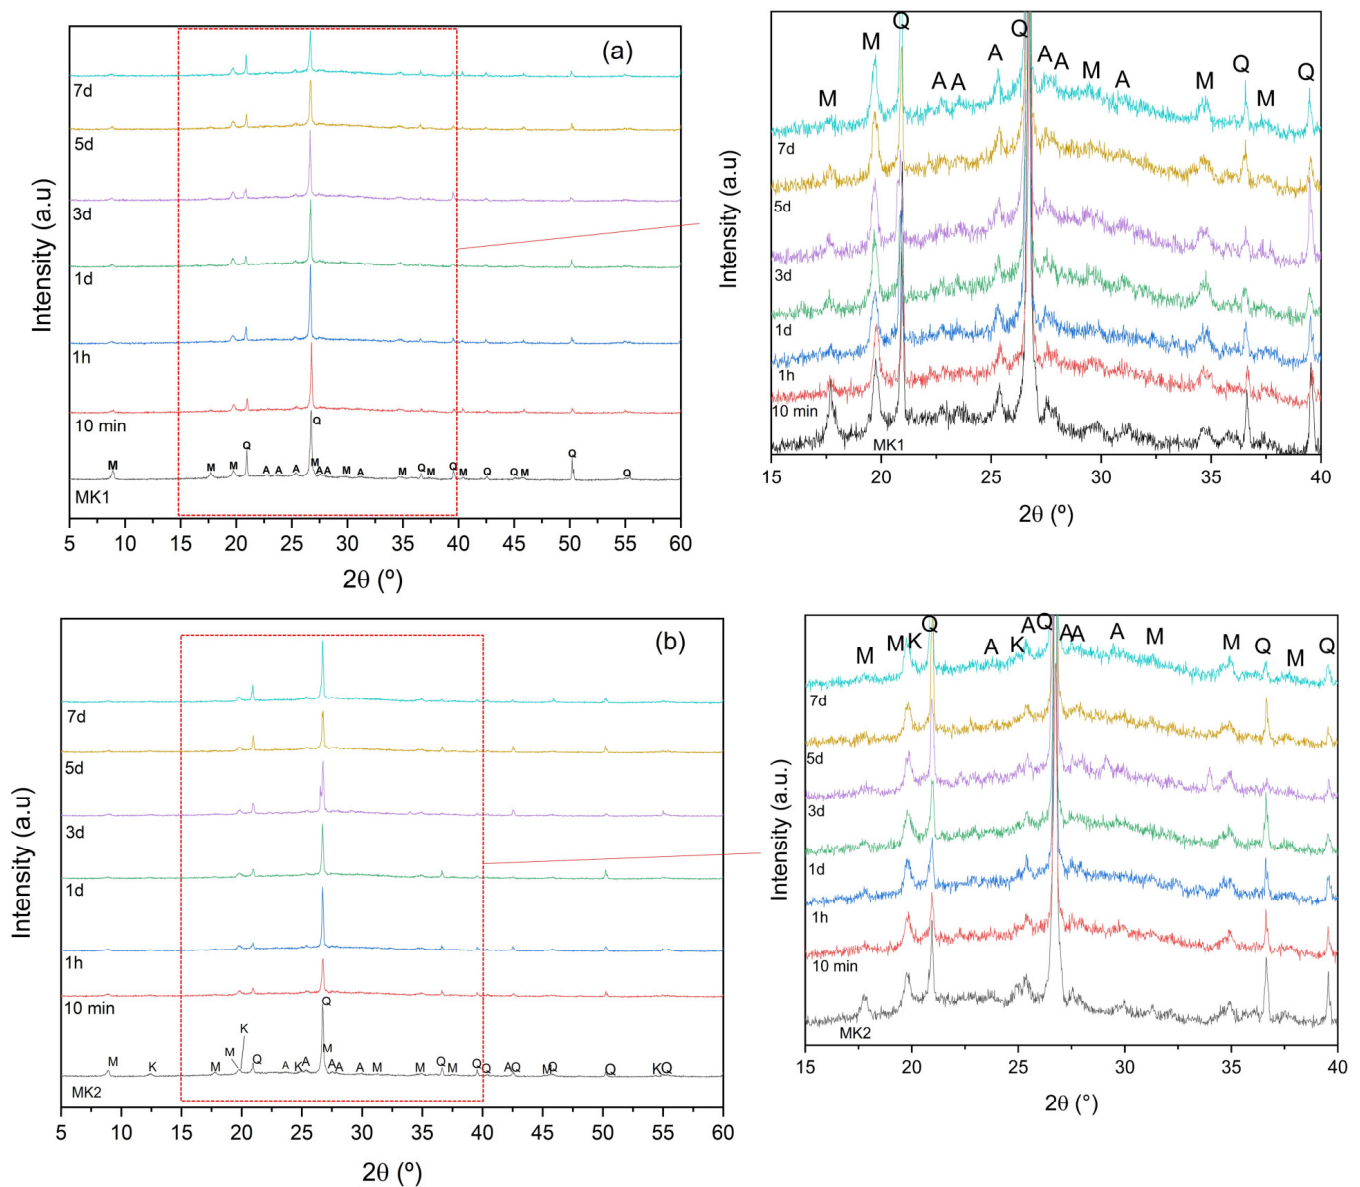 (a)
7d
5d
3d
1d
1h
10 min
MK1
Q
M M M Q A A A M A A M A M Q M Q M Q Q M Q Q
5 10 15 20 25 30 35 40 45 50 55 60
2θ (º)
Intensity (a.u)
M M Q A A A Q A A M A M Q M Q
7d
5d
3d
1d
1h
10 min
MK1
15 20 25 30 35 40
2θ (º)
Intensity (a.u)
(b)
7d
5d
3d
1d
1h
10 min
MK2
Q
K
M K M M Q A K A M A A A M M Q M Q Q A Q M Q Q K Q
5 10 15 20 25 30 35 40 45 50 55 60
2θ (º)
Intensity (a.u)
M M K Q A K A Q A A A M M Q M Q
7d
5d
3d
1d
1h
10 min
MK2
15 20 25 30 35 40
2θ (°)
Intensity (a.u.)